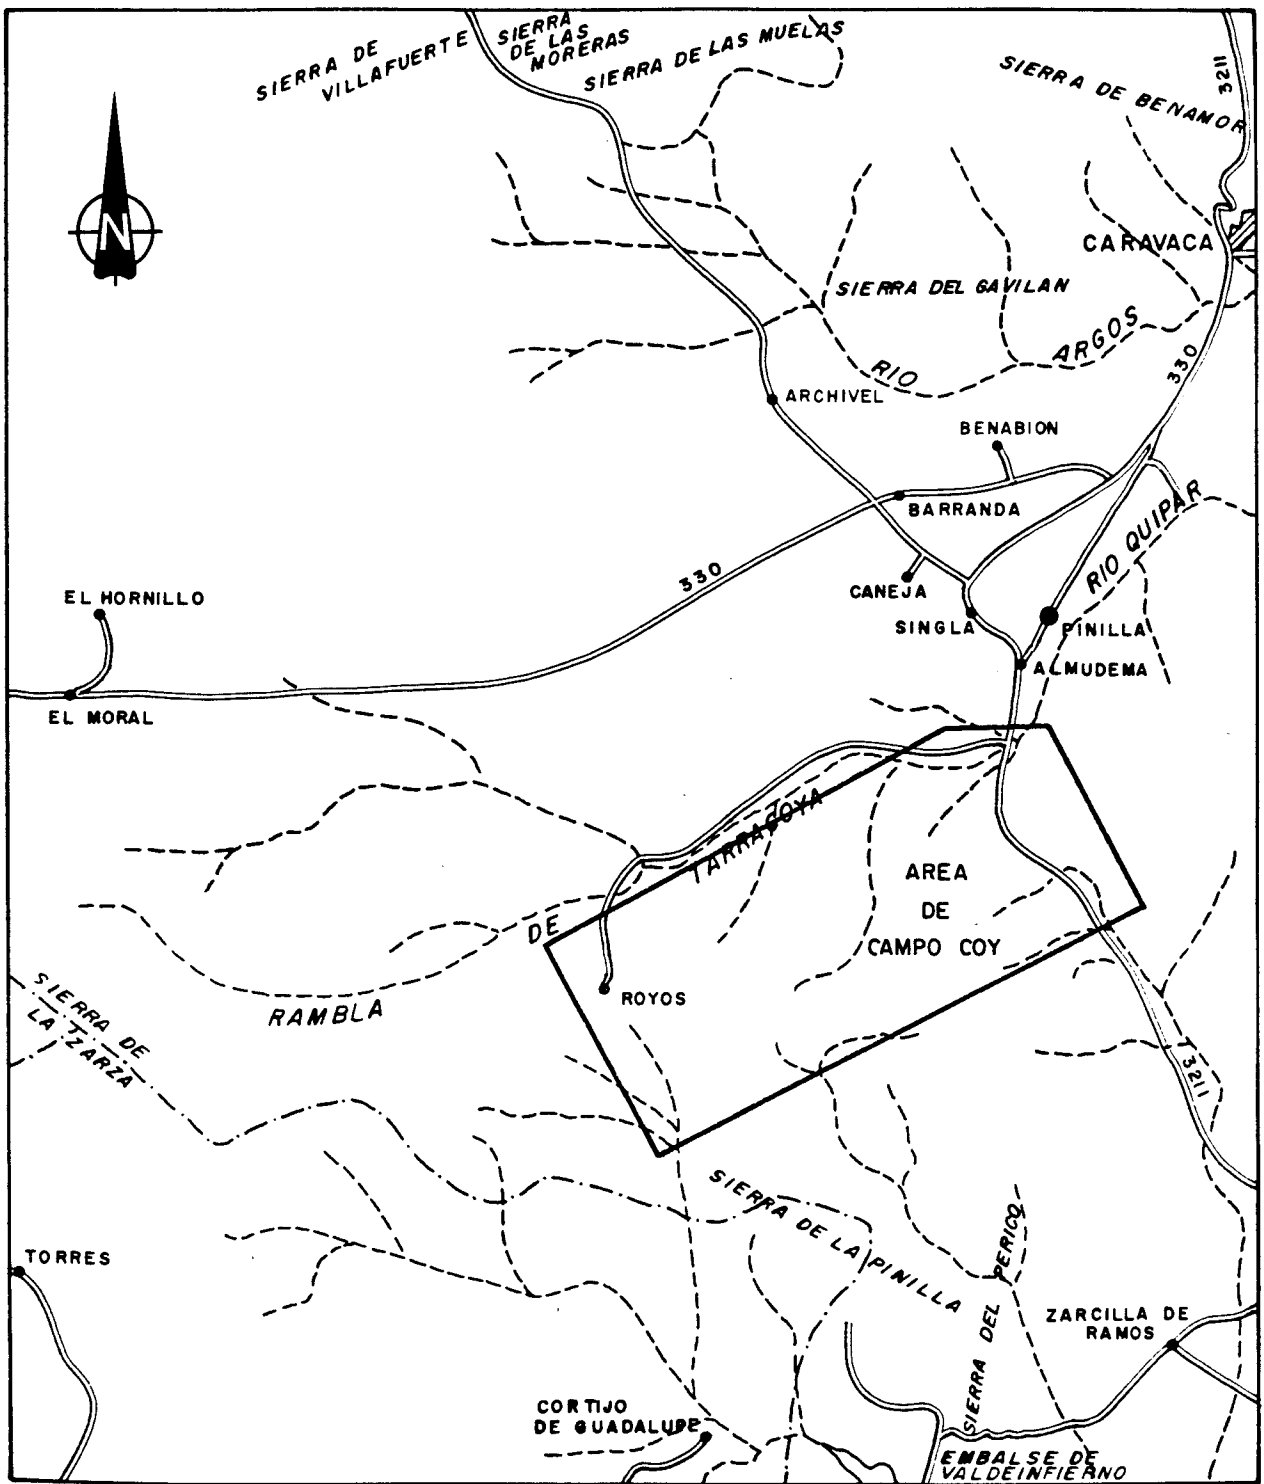 SIERRA DE
VILLAFUERTE
SIERRA
DE LAS
MORERAS
SIERRA DE LAS MUELAS
SIERRA DE BENAMOR
3211
N
CARAVACA
SIERRA DEL GAVILAN
RIO ARGOS
330
ARCHIVEL
BENABION
BARRANDA
RIO QUIPAR
330
CANEJA
EL HORNILLO
SINGLA
PINILLA
ALMUDEMA
EL MORAL
RAMBLA DE TARRAGOYA
AREA
DE
CAMPO COY
ROYOS
SIERRA DE
LA TZARZA
3211
SIERRA DE LA PINILLA
SIERRA DEL PERICO
TORRES
ZARCILLA DE
RAMOS
CORTIJO
DE GUADALUPE
EMBALSE DE
VALDEINFIERNO